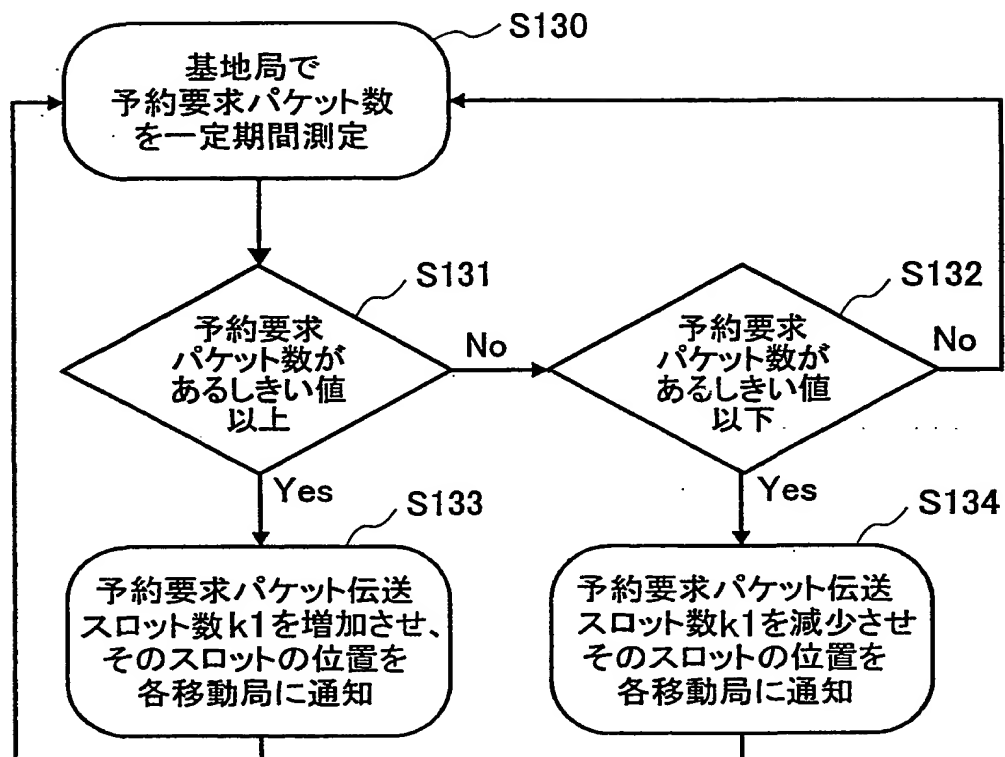 S130
基地局で
予約要求パケット数
を一定期間測定
S131
予約要求
パケット数が
あるしきい値
以上
No
S132
予約要求
パケット数が
あるしきい値
以下
No
Yes
S133
予約要求パケット伝送
スロット数k1を増加させ、
そのスロットの位置を
各移動局に通知
Yes
S134
予約要求パケット伝送
スロット数k1を減少させ
そのスロットの位置を
各移動局に通知